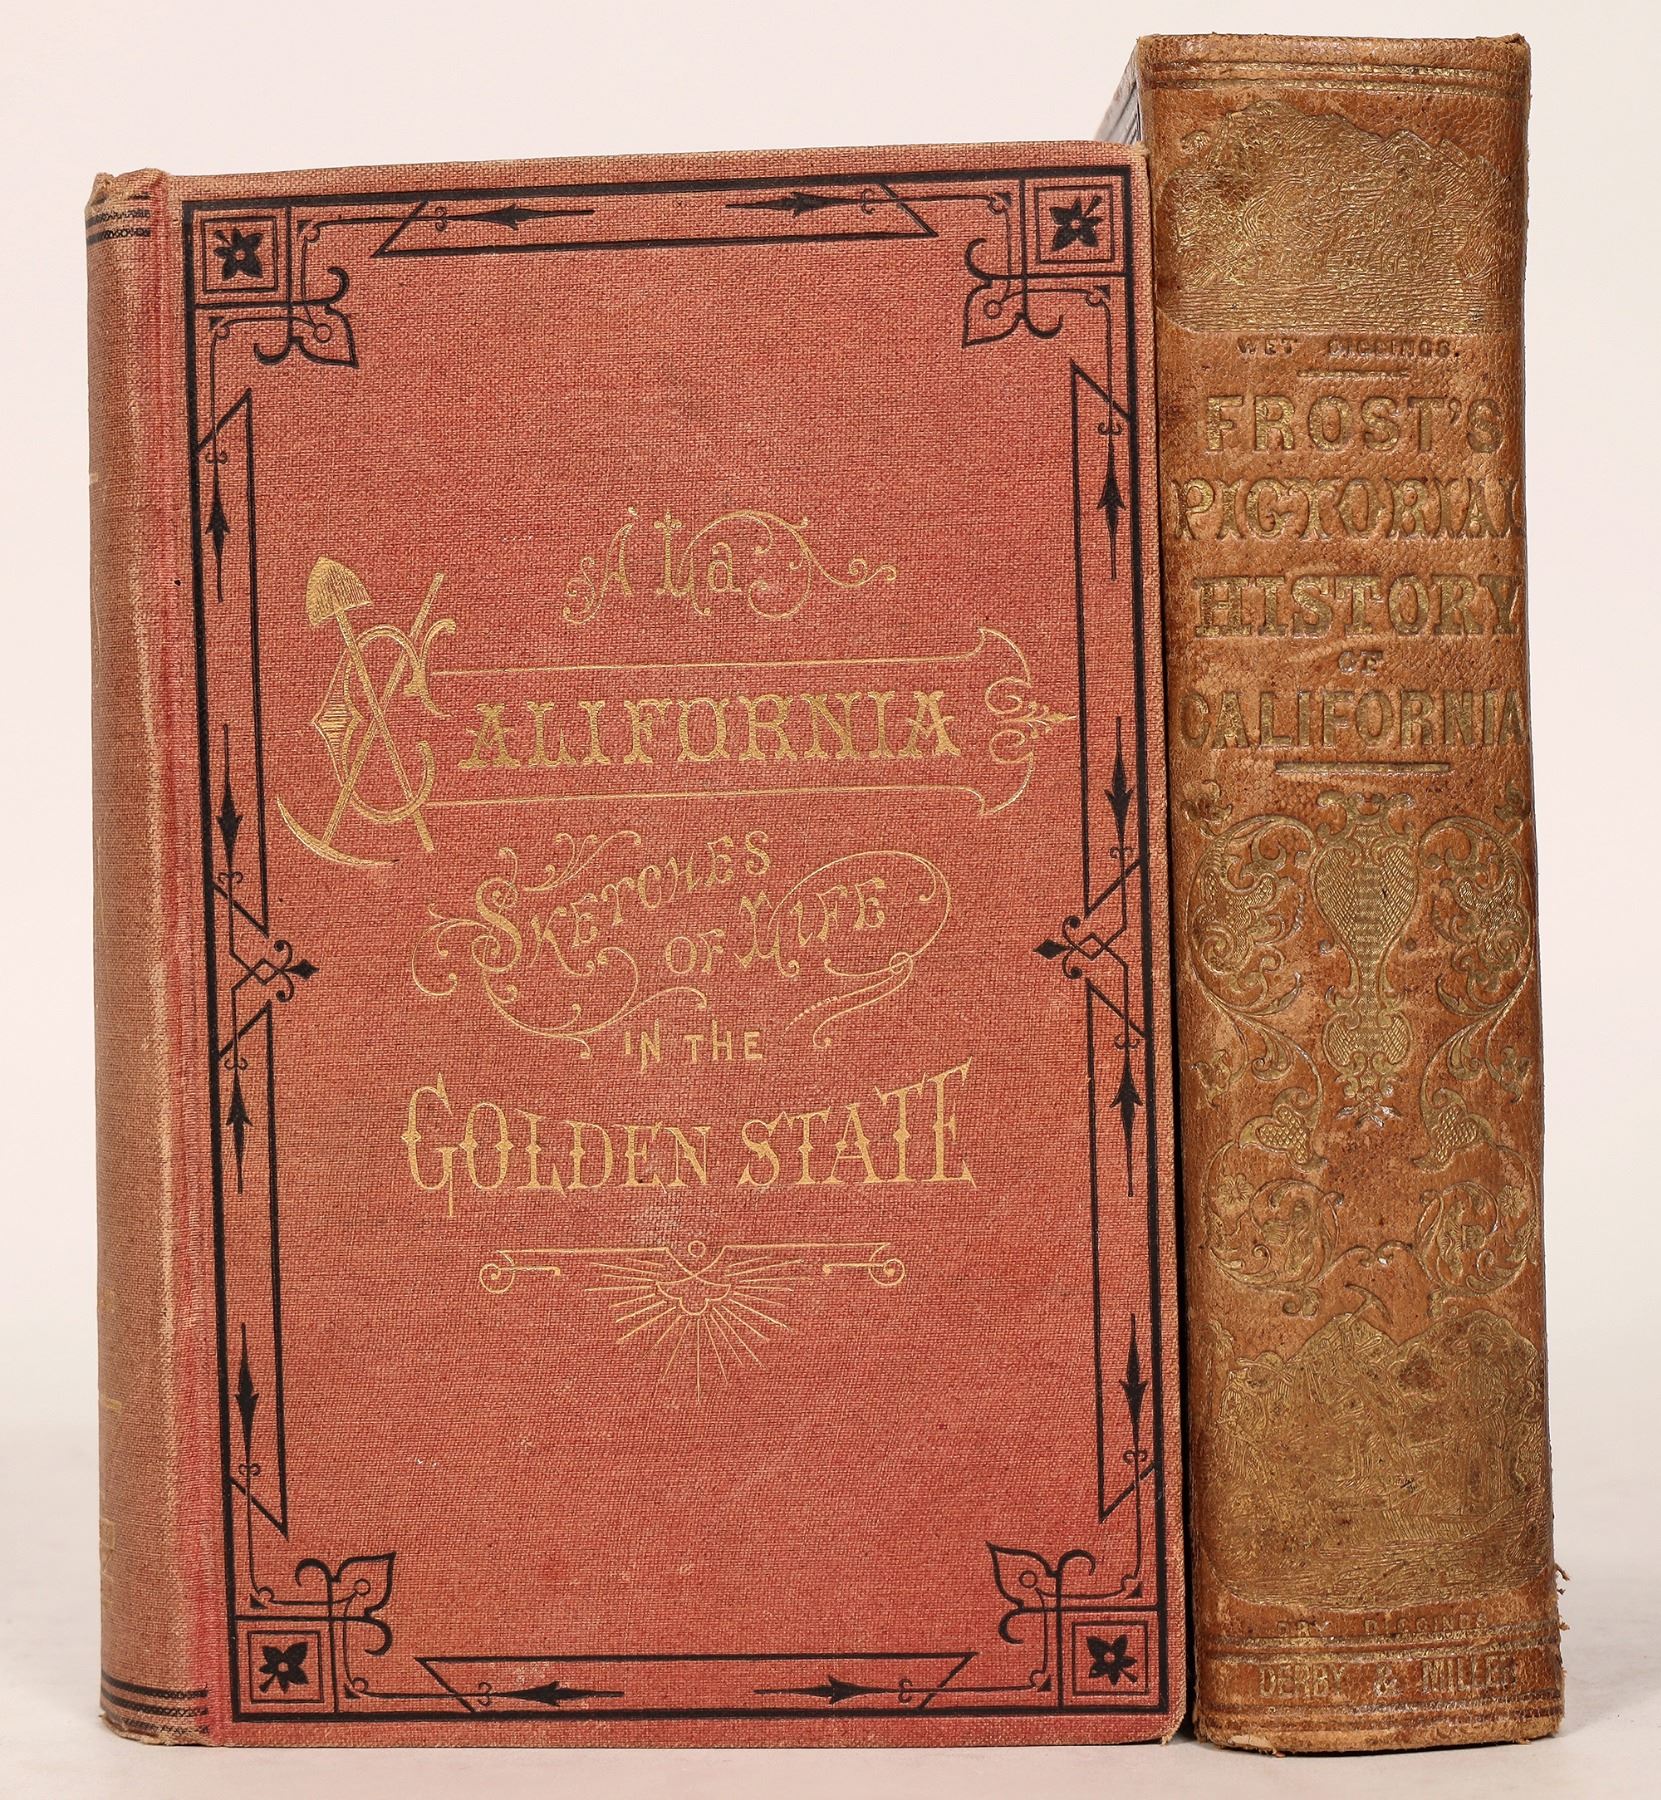 À La
CALIFORNIA
SKETCHES
OF LIFE
IN THE
GOLDEN STATE
WET DIGGINGS.
FROST'S
PICTORIAL
HISTORY
OF
CALIFORNIA
DRY DIGGINGS
DERBY & MILLER